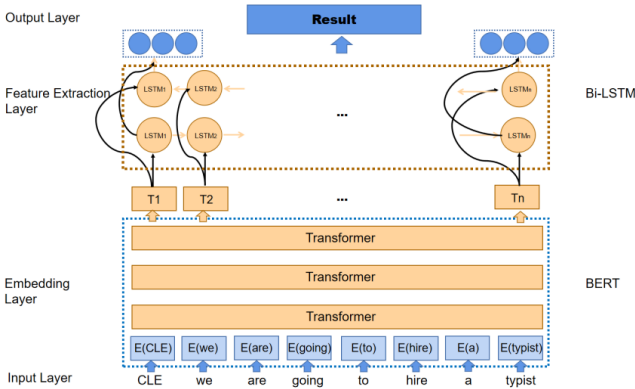 Output Layer
Result
Feature Extraction Layer
Bi-LSTM
LSTM1 LSTM2 LSTMn
...
LSTM1 LSTM2 LSTMn
T1 T2 ... Tn
Transformer
Embedding Layer
Transformer
BERT
Transformer
E(CLE) E(we) E(are) E(going) E(to) E(hire) E(a) E(typist)
Input Layer CLE we are going to hire a typist